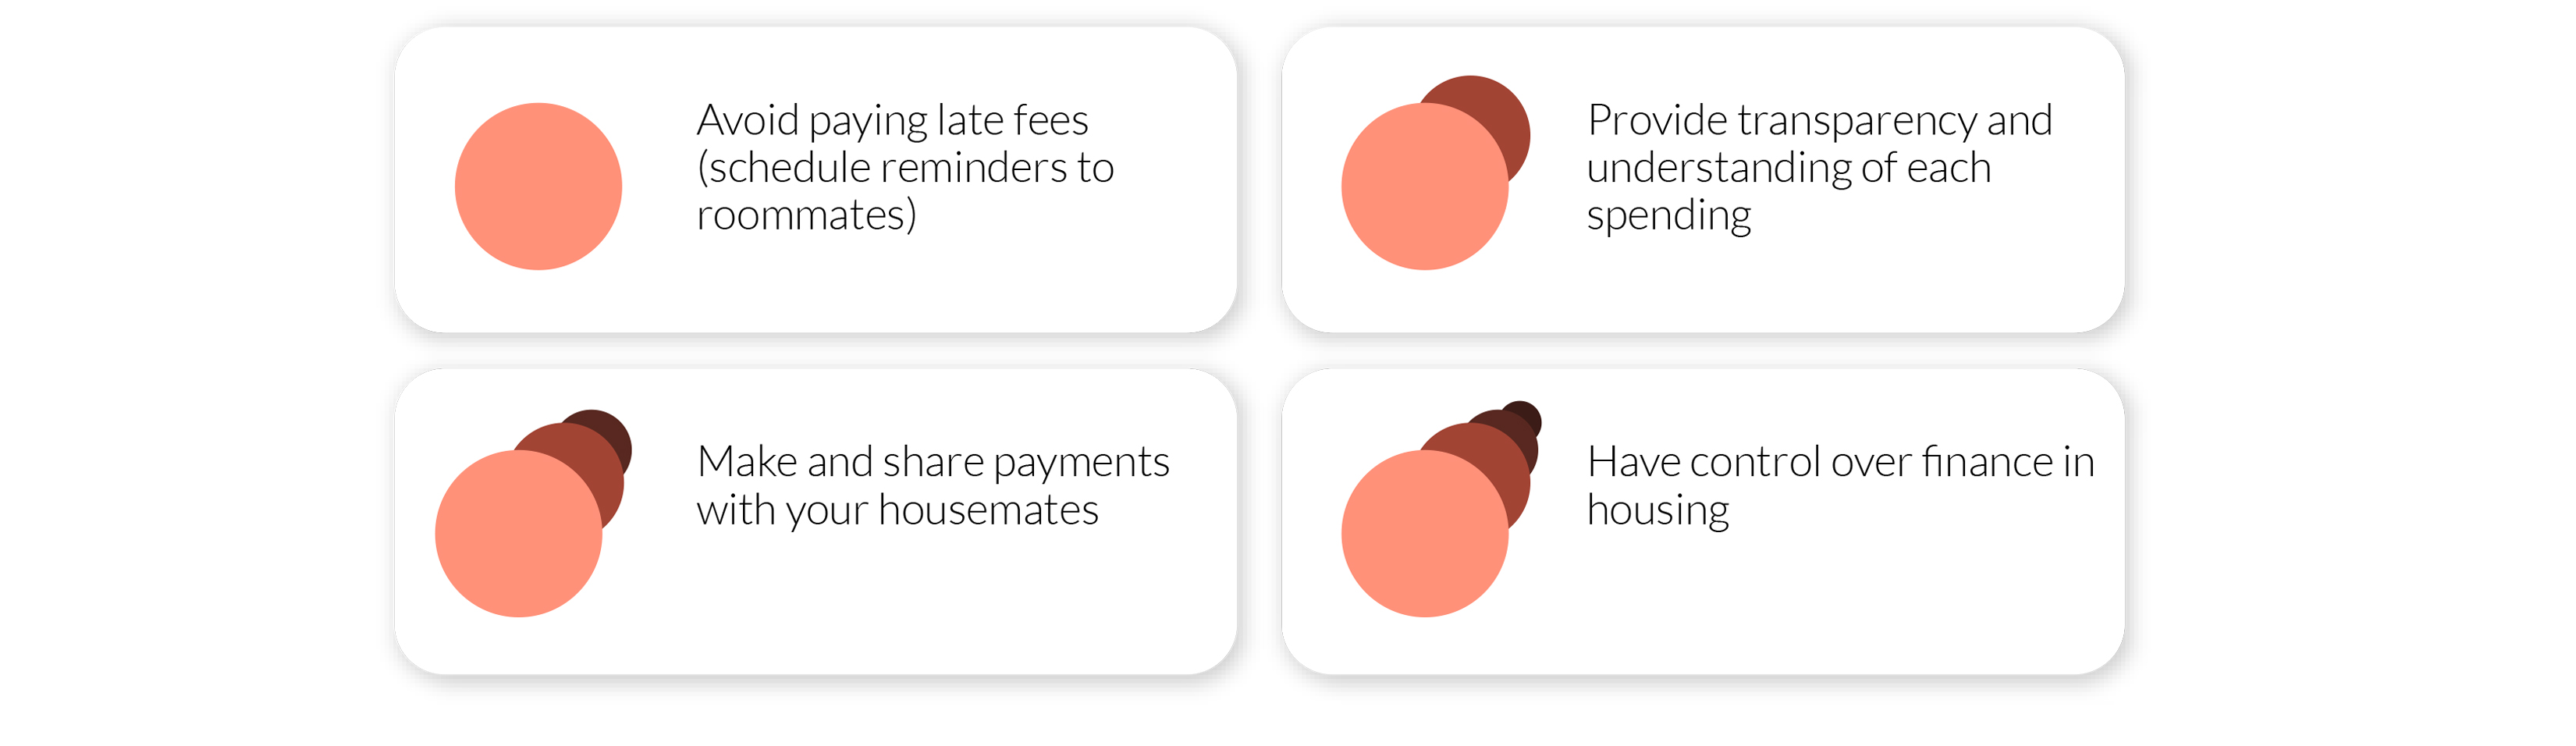 Avoid paying late fees
(schedule reminders to
roommates)
Provide transparency and
understanding of each
spending
Make and share payments
with your housemates
Have control over finance in
housing